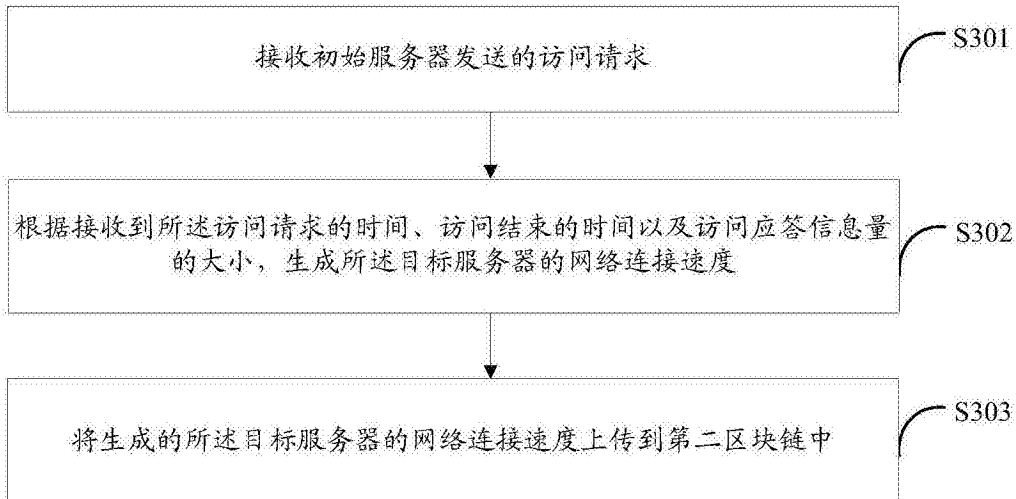 接收初始服务器发送的访问请求
S301
根据接收到所述访问请求的时间、访问结束的时间以及访问应答信息量
的大小，生成所述目标服务器的网络连接速度
S302
将生成的所述目标服务器的网络连接速度上传到第二区块链中
S303